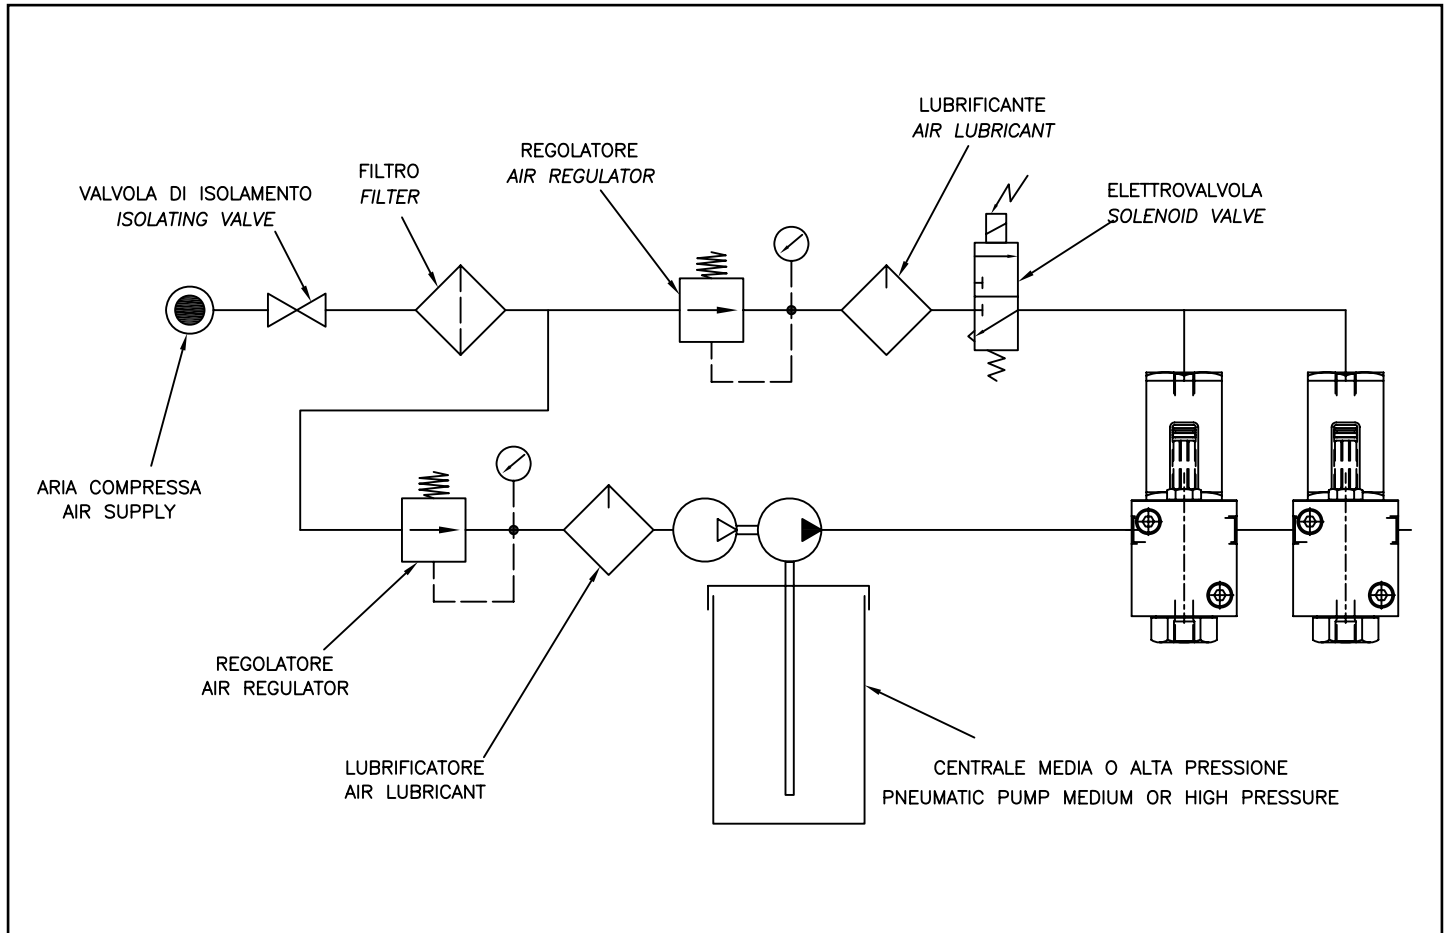 LUBRIFICANTE
AIR LUBRICANT
REGOLATORE
AIR REGULATOR
FILTRO
FILTER
VALVOLA DI ISOLAMENTO
ISOLATING VALVE
ELETTROVALVOLA
SOLENOID VALVE
ARIA COMPRESSA
AIR SUPPLY
REGOLATORE
AIR REGULATOR
LUBRIFICATORE
AIR LUBRICANT
CENTRALE MEDIA O ALTA PRESSIONE
PNEUMATIC PUMP MEDIUM OR HIGH PRESSURE